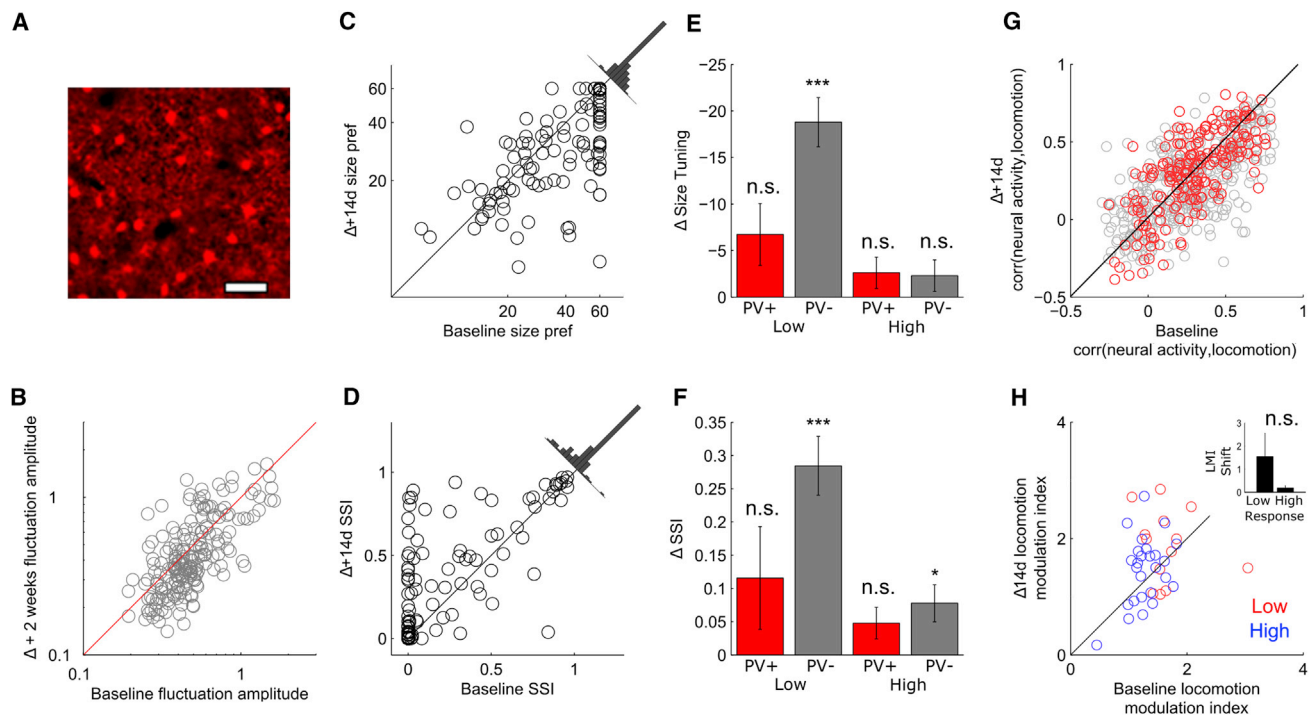 A
B
Δ + 2 weeks fluctuation amplitude
1
0.1
0.1
1
Baseline fluctuation amplitude
C
Δ+14d size pref
60
40
20
20
40
60
Baseline size pref
D
Δ+14d SSI
1
0.5
0
0
0.5
1
Baseline SSI
E
Δ Size Tuning
−25
−20
−15
−10
−5
0
n.s.
***
n.s.
n.s.
PV+
PV-
PV+
PV-
Low
High
F
Δ SSI
0.35
0.3
0.25
0.2
0.15
0.1
0.05
0
n.s.
***
n.s.
*
PV+
PV-
PV+
PV-
Low
High
G
Δ+14d
corr(neural activity,locomotion)
1
0.5
0
−0.5
−0.5
0
0.5
1
Baseline
corr(neural activity,locomotion)
H
Δ14d locomotion
modulation index
4
2
0
0
2
4
Baseline locomotion
modulation index
n.s.
LMI
Shift
3
2
1
0
Low High
Response
Low
High